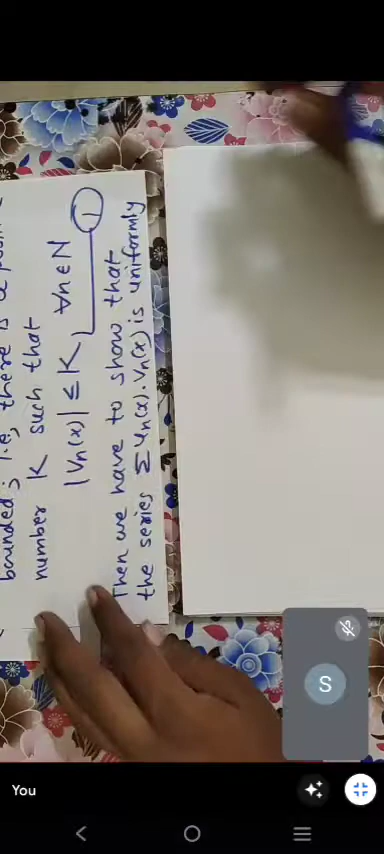 bounded ; i.e, there is a
number K such that
|Vn(x)| ≤ K, ∀n∈N 1
Then we have to show that
the series Σ un(x). Vn(x) is uniformly
S
You